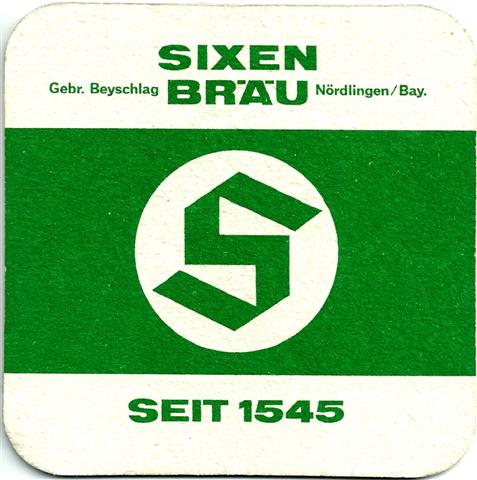 SIXEN
Gebr. Beyschlag BRÄU Nördlingen/Bay.
S
SEIT 1545